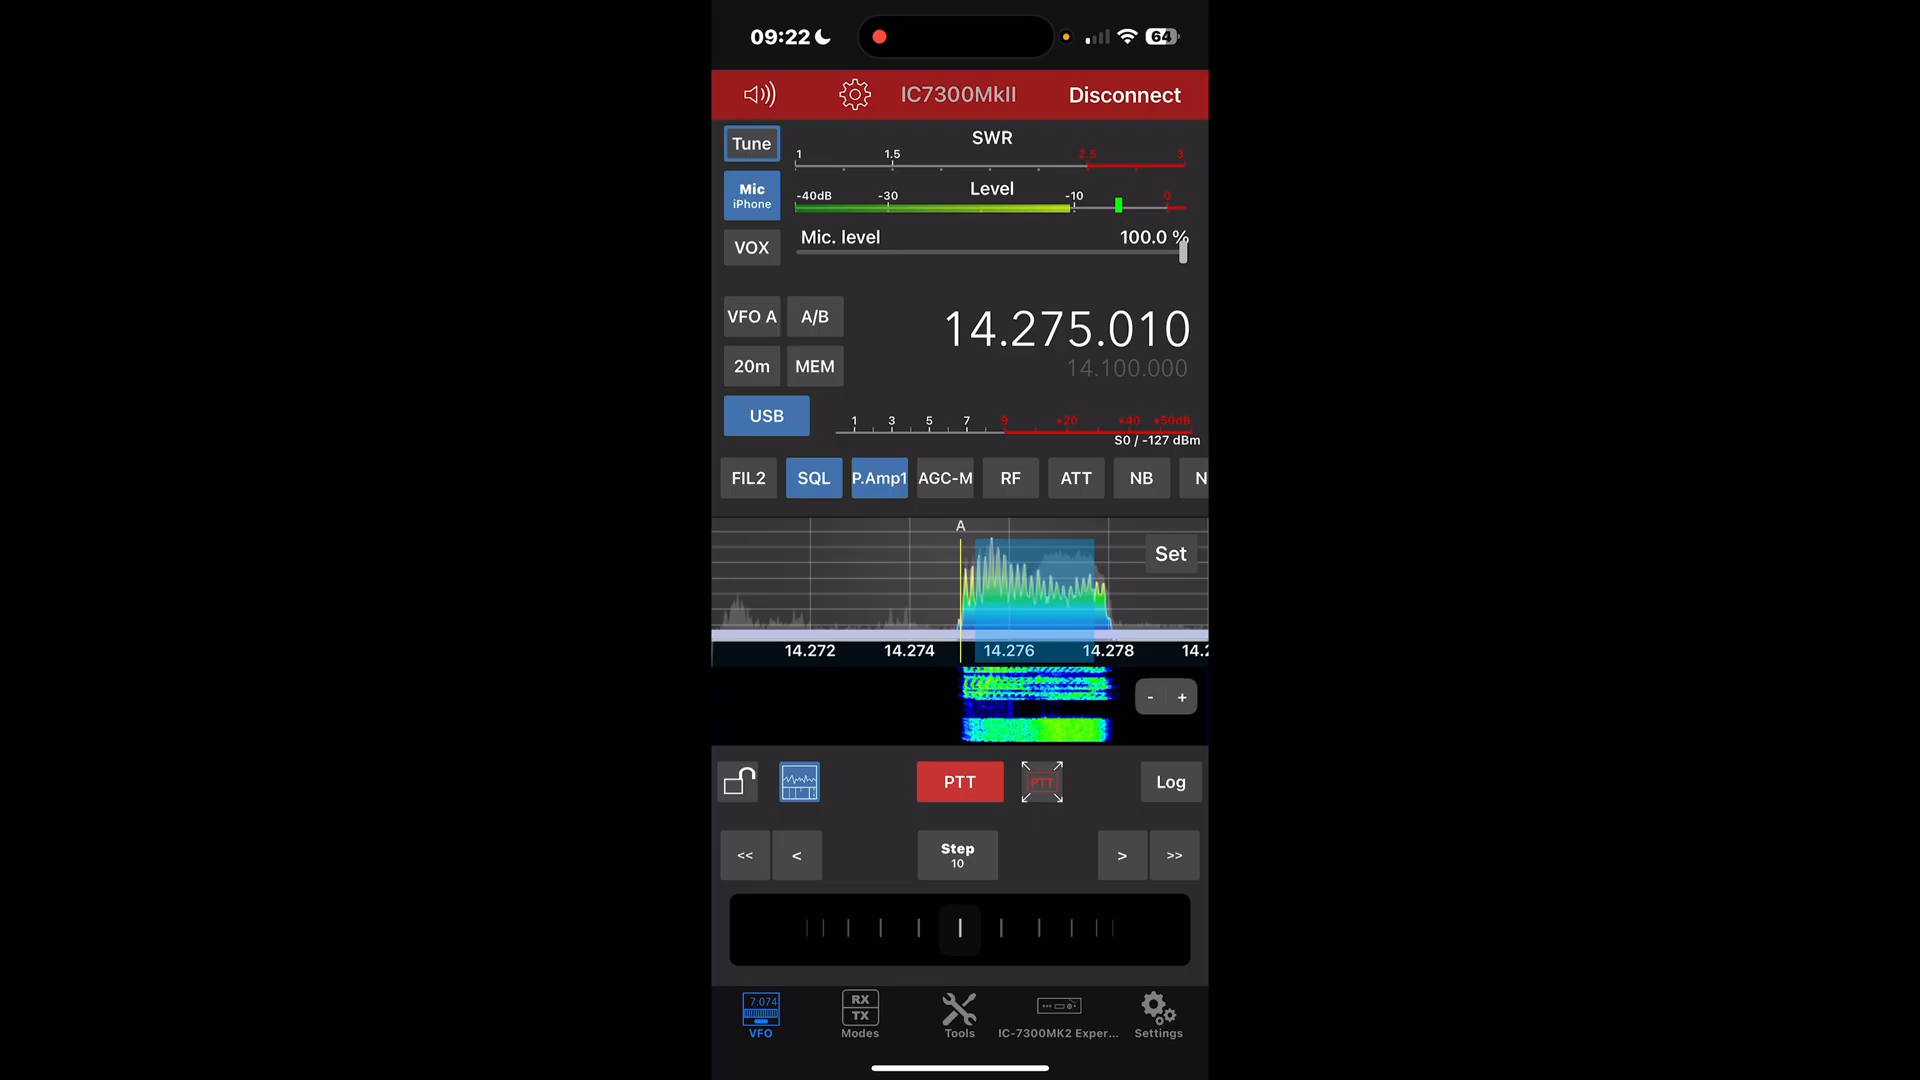 09:22 64
IC7300MkII Disconnect
Tune SWR
1 1.5 2.5 3
Mic
iPhone
Level
-40dB -30 -10 0
VOX Mic. level 100.0 %
VFO A A/B 14.275.010
20m MEM 14.100.000
USB
1 3 5 7 9 +20 +40 +50dB
S0 / -127 dBm
FIL2 SQL P.Amp1 AGC-M RF ATT NB N
A
Set
14.272 14.274 14.276 14.278 14.2
- +
PTT PTT Log
<< < Step > >>
10
7.074 RX
TX
VFO Modes Tools IC-7300MK2 Exper... Settings